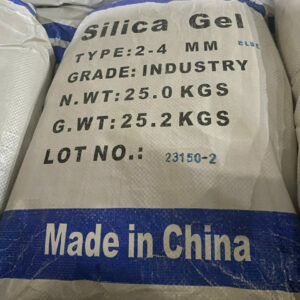 Silica Gel
TYPE:2-4 MM
GRADE: INDUSTRY
N.WT:25.0 KGS
G.WT:25.2 KGS
LOT NO.: 23150-2
Made in China